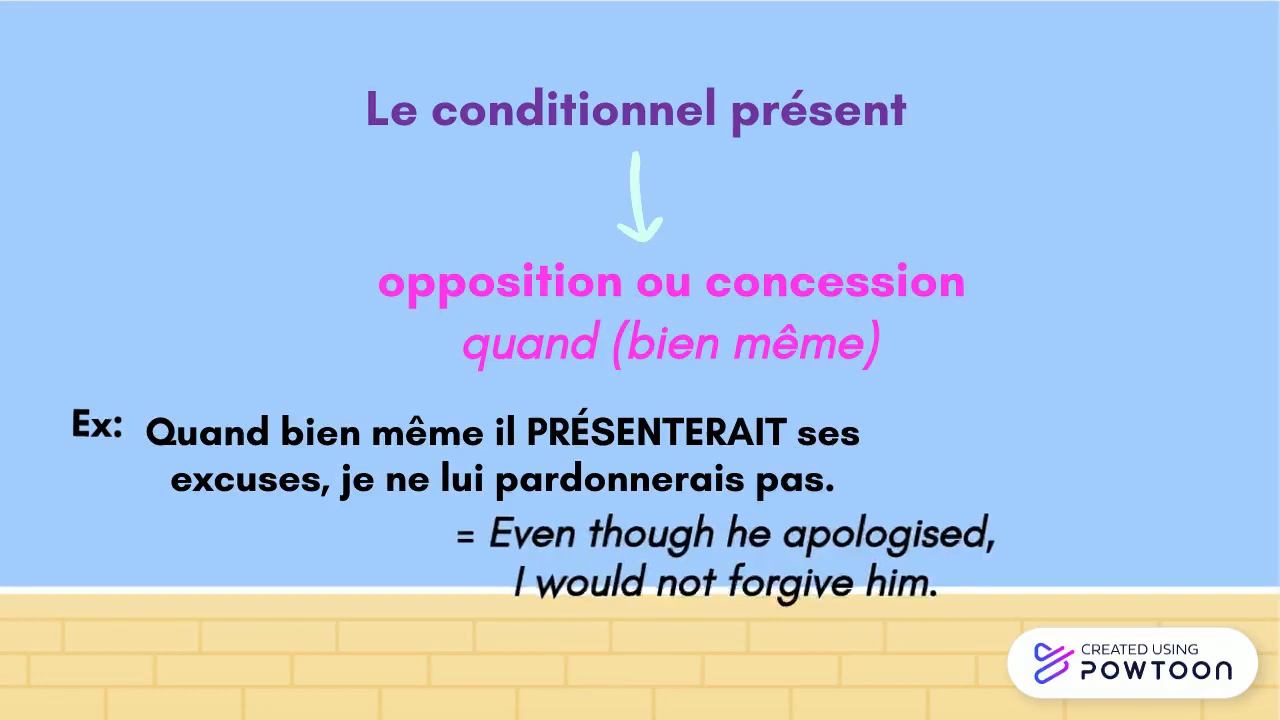 Le conditionnel présent
opposition ou concession
quand (bien même)
Ex: Quand bien même il PRÉSENTERAIT ses
excuses, je ne lui pardonnerais pas.
= Even though he apologised,
I would not forgive him.
CREATED USING
POWTOON